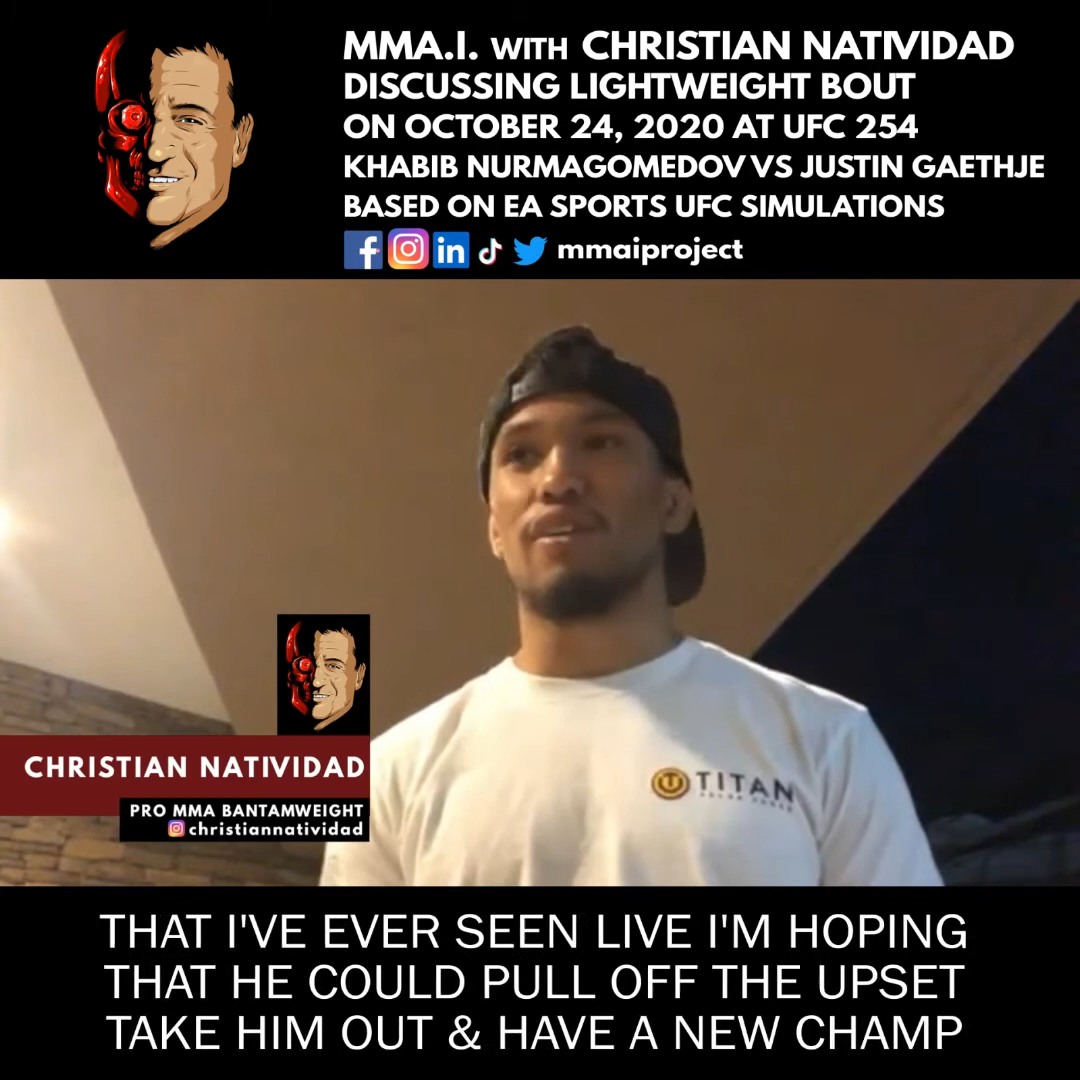 MMA.I. WITH CHRISTIAN NATIVIDAD
DISCUSSING LIGHTWEIGHT BOUT
ON OCTOBER 24, 2020 AT UFC 254
KHABIB NURMAGOMEDOV VS JUSTIN GAETHJE
BASED ON EA SPORTS UFC SIMULATIONS
mmaiproject
TITAN
CHRISTIAN NATIVIDAD
PRO MMA BANTAMWEIGHT
christiannatividad
THAT I'VE EVER SEEN LIVE I'M HOPING
THAT HE COULD PULL OFF THE UPSET
TAKE HIM OUT & HAVE A NEW CHAMP